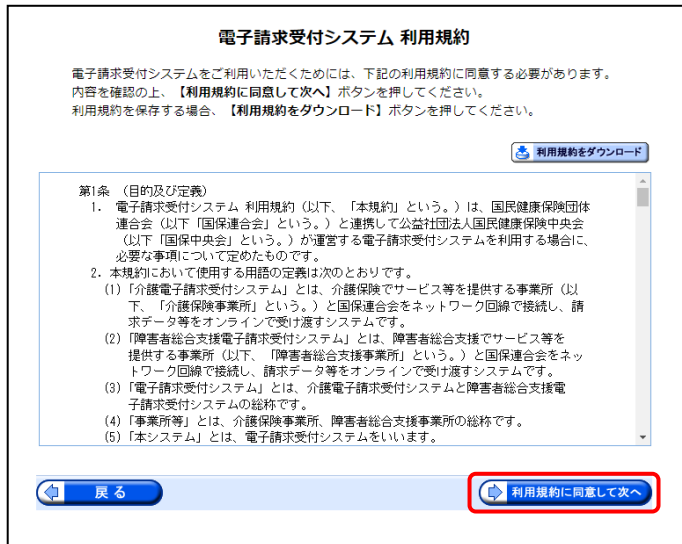 電子請求受付システム 利用規約
電子請求受付システムをご利用いただくためには、下記の利用規約に同意する必要があります。
内容を確認の上、【利用規約に同意して次へ】ボタンを押してください。
利用規約を保存する場合、【利用規約をダウンロード】ボタンを押してください。
利用規約をダウンロード
第1条 （目的及び定義）
1. 電子請求受付システム 利用規約（以下、「本規約」という。）は、国民健康保険団体
連合会（以下「国保連合会」という。）と連携して公益社団法人国民健康保険中央会
（以下「国保中央会」という。）が運営する電子請求受付システムを利用する場合に、
必要な事項について定めたものです。
2. 本規約において使用する用語の定義は次のとおりです。
(1)「介護電子請求受付システム」とは、介護保険でサービス等を提供する事業所（以
下、「介護保険事業所」という。）と国保連合会をネットワーク回線で接続し、請
求データ等をオンラインで受け渡すシステムです。
(2)「障害者総合支援電子請求受付システム」とは、障害者総合支援でサービス等を
提供する事業所（以下、「障害者総合支援事業所」という。）と国保連合会をネッ
トワーク回線で接続し、請求データ等をオンラインで受け渡すシステムです。
(3)「電子請求受付システム」とは、介護電子請求受付システムと障害者総合支援電
子請求受付システムの総称です。
(4)「事業所等」とは、介護保険事業所、障害者総合支援事業所の総称です。
(5)「本システム」とは、電子請求受付システムをいいます。
戻る
利用規約に同意して次へ